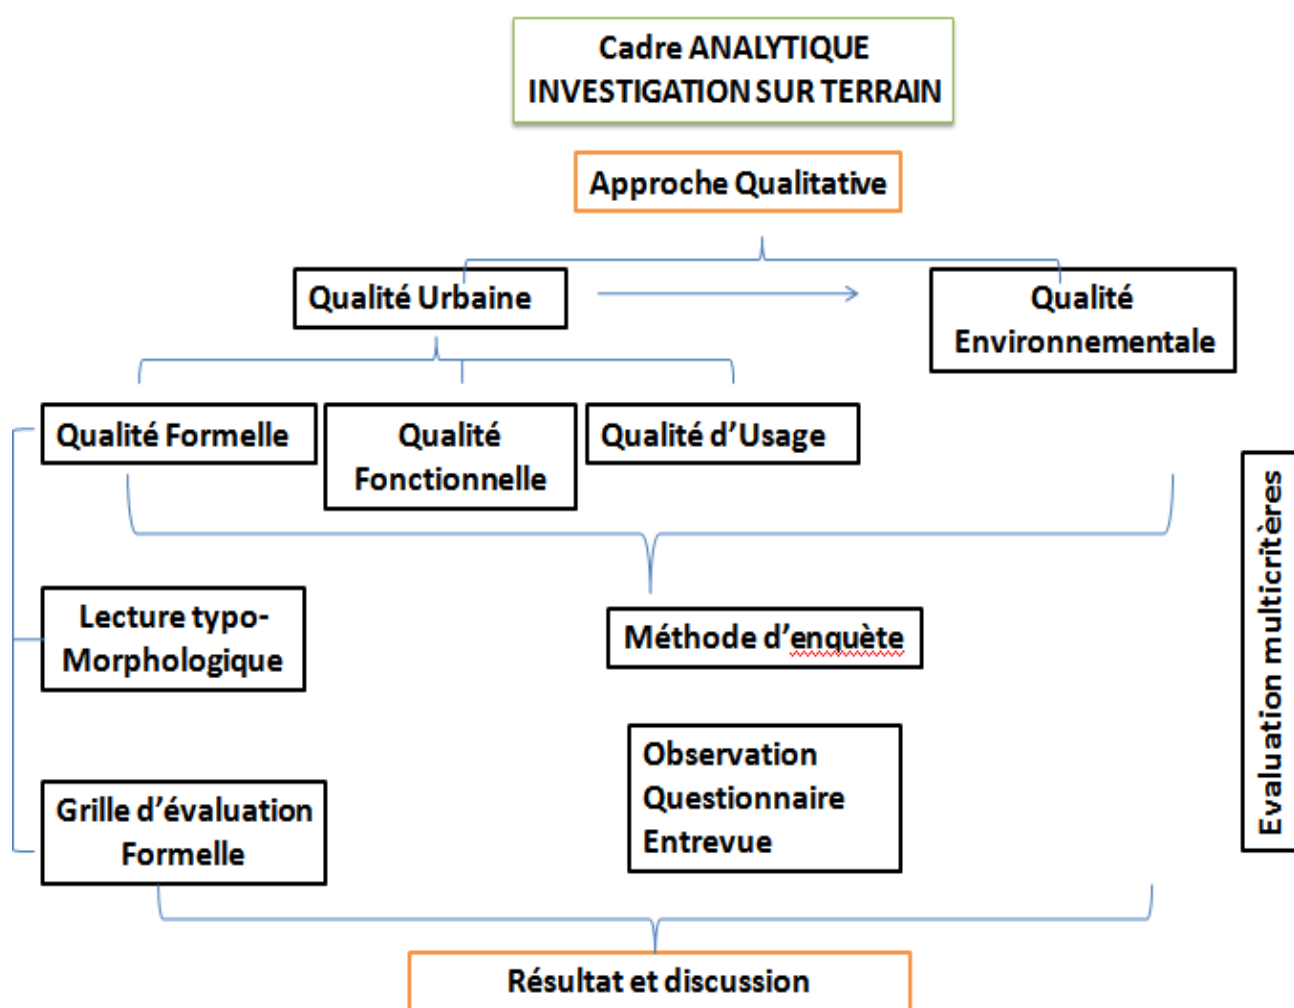 Cadre ANALYTIQUE
INVESTIGATION SUR TERRAIN
Approche Qualitative
Qualité Urbaine
Qualité
Environnementale
Qualité Formelle
Qualité
Fonctionnelle
Qualité d’Usage
Lecture typo-
Morphologique
Méthode d’enquète
Evaluation multicritères
Observation
Questionnaire
Entrevue
Grille d’évaluation
Formelle
Résultat et discussion